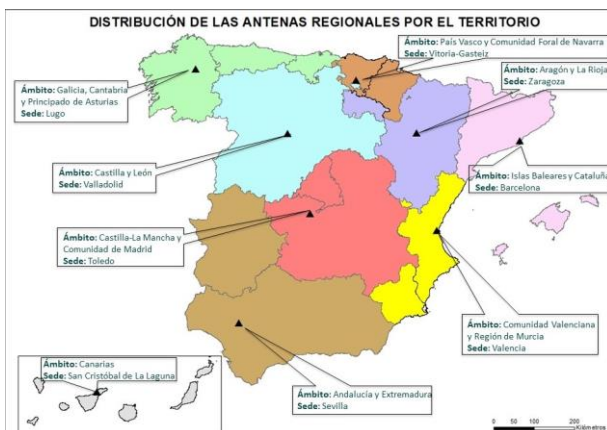 DISTRIBUCIÓN DE LAS ANTENAS REGIONALES POR EL TERRITORIO
Ámbito: País Vasco y Comunidad Foral de Navarra
Sede: Vitoria-Gasteiz
Ámbito: Galicia, Cantabria
y Principado de Asturias
Sede: Lugo
Ámbito: Aragón y La Rioja
Sede: Zaragoza
Ámbito: Castilla y León
Sede: Valladolid
Ámbito: Islas Baleares y Cataluña
Sede: Barcelona
Ámbito: Castilla-La Mancha y
Comunidad de Madrid
Sede: Toledo
Ámbito: Comunidad Valenciana
y Región de Murcia
Sede: Valencia
Ámbito: Canarias
Sede: San Cristóbal de La Laguna
Ámbito: Andalucía y Extremadura
Sede: Sevilla
0 50 100 200
Kilómetros